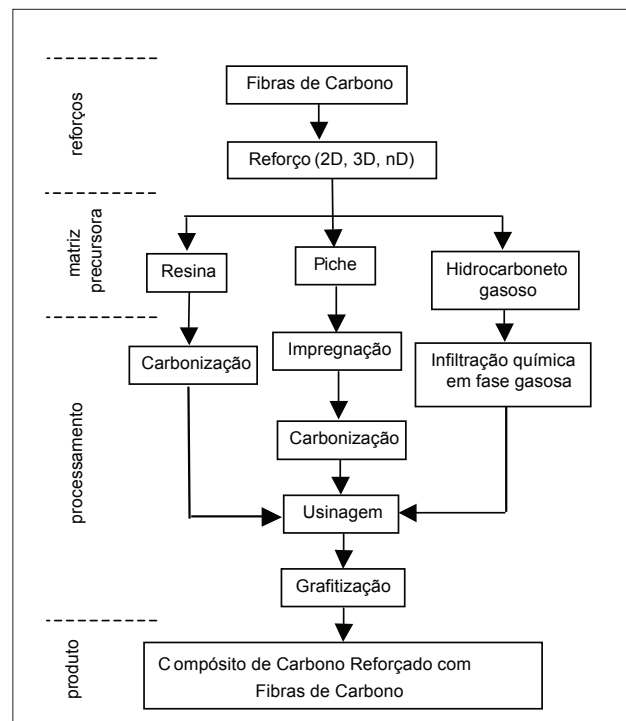 reforços
Fibras de Carbono
Reforço (2D, 3D, nD)
matriz
precursora
Resina
Piche
Hidrocarboneto
gasoso
processamento
Carbonização
Impregnação
Infiltração química
em fase gasosa
Carbonização
Usinagem
Grafitização
produto
Compósito de Carbono Reforçado com
Fibras de Carbono